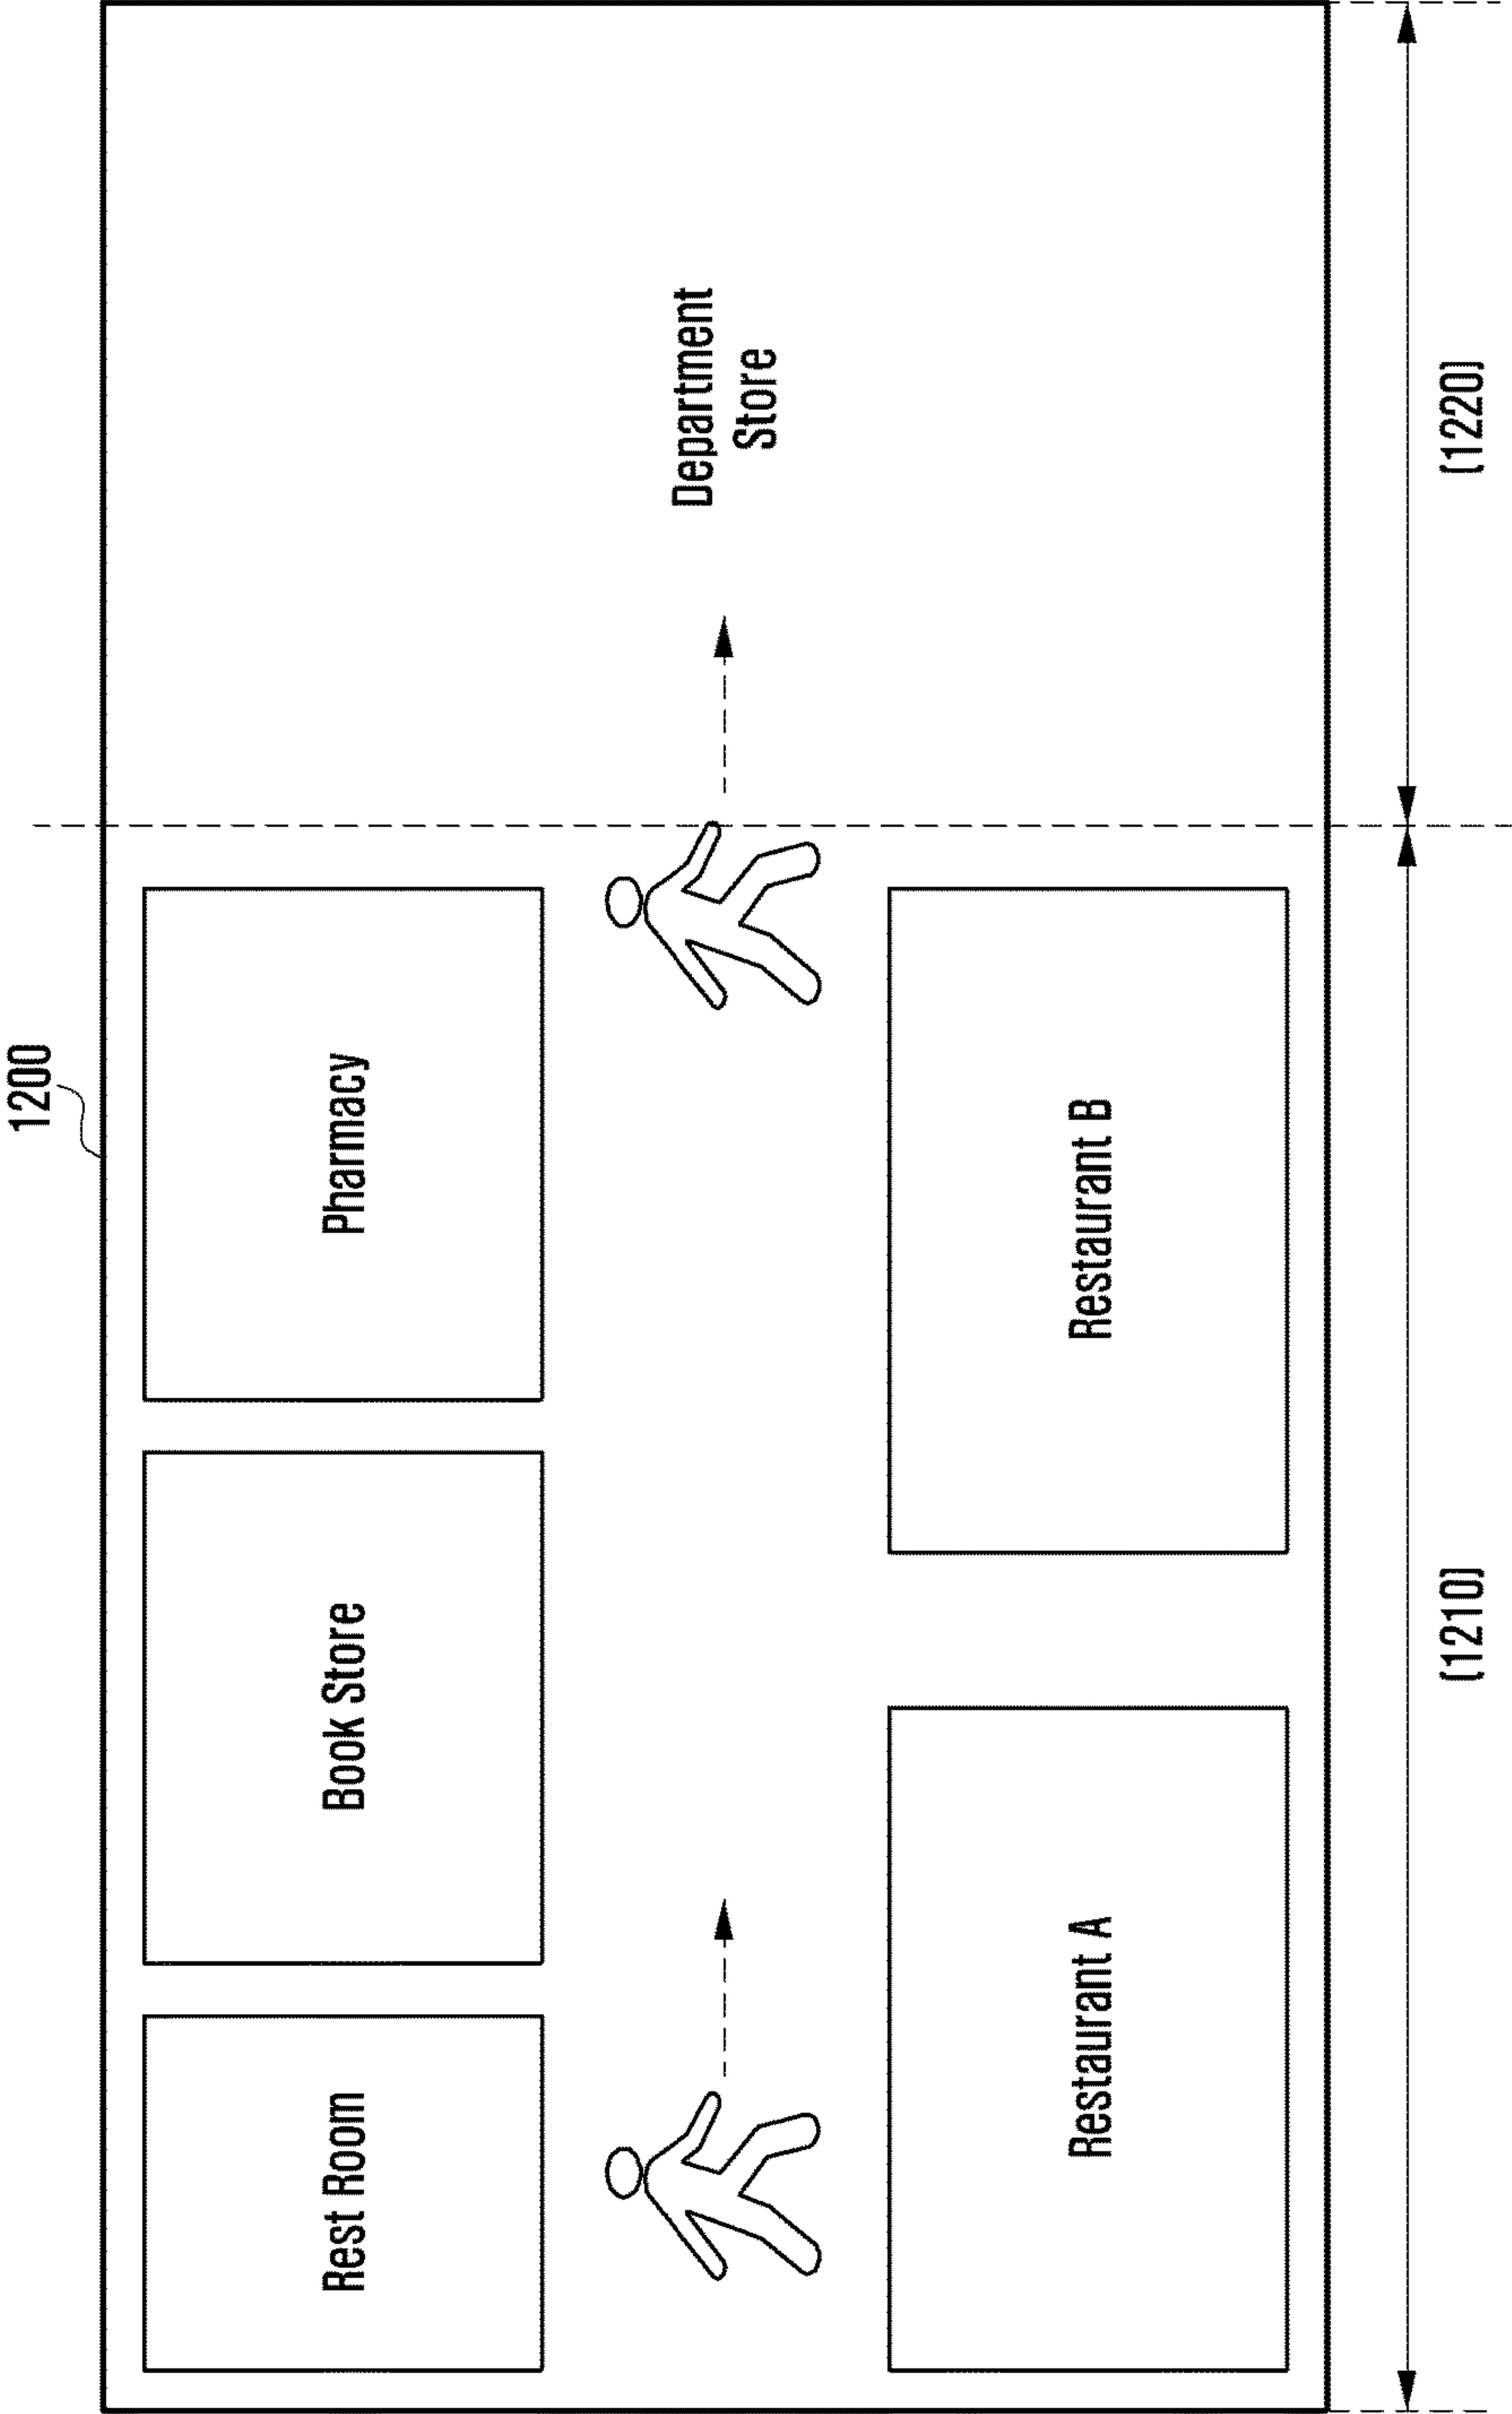 1200
Rest Room
Book Store
Pharmacy
Department
Store
Restaurant A
Restaurant B
(1210)
(1220)